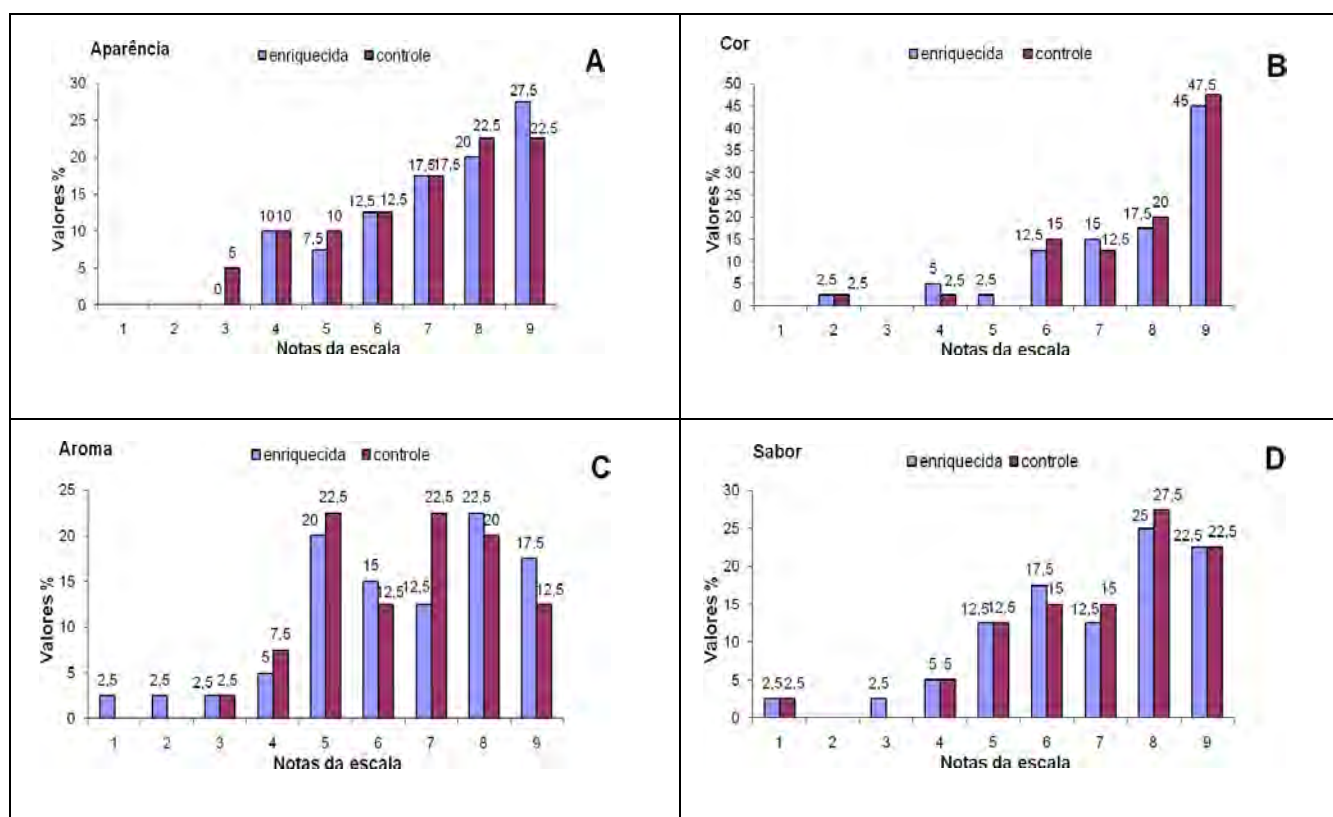 Aparência
enriquecida controle
A
Valores %
30
25
20
15
10
5
0
0 5
10 10
7,5 10
12,5 12,5
17,5 17,5
20 22,5
27,5 22,5
1 2 3 4 5 6 7 8 9
Notas da escala
Cor
enriquecida controle
B
Valores %
50
45
40
35
30
25
20
15
10
5
0
2,5 2,5
5 2,5
2,5
12,5 15
15 12,5
17,5 20
45 47,5
1 2 3 4 5 6 7 8 9
Notas da escala
Aroma
enriquecida controle
C
Valores %
25
20
15
10
5
0
2,5
2,5
2,5 2,5
5 7,5
20 22,5
15 12,5
12,5 22,5
22,5 20
17,5 12,5
1 2 3 4 5 6 7 8 9
Notas da escala
Sabor
enriquecida controle
D
Valores %
30
25
20
15
10
5
0
2,5 2,5
2,5
5 5
12,5 12,5
17,5 15
12,5 15
25 27,5
22,5 22,5
1 2 3 4 5 6 7 8 9
Notas da escala